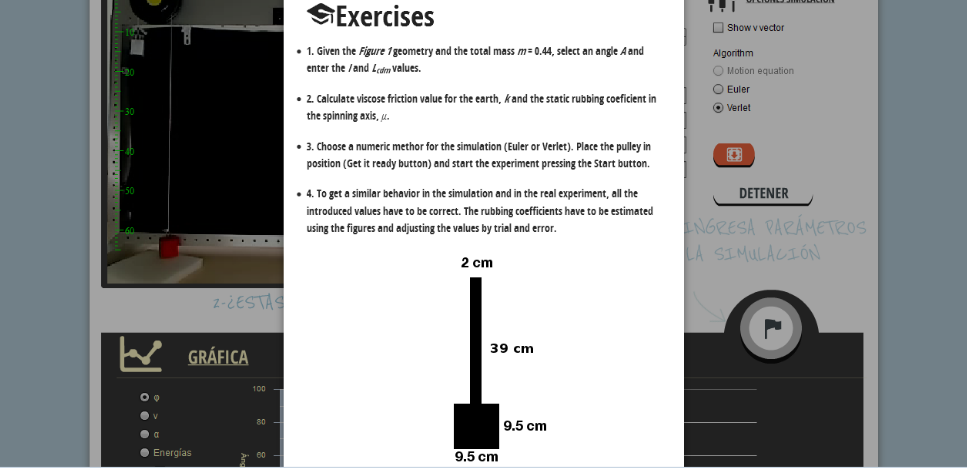 Exercises
1. Given the Figure 1 geometry and the total mass m = 0.44, select an angle A and
enter the I and Lcdm values.
2. Calculate viscose friction value for the earth, k and the static rubbing coeficient in
the spinning axis, μ.
3. Choose a numeric methor for the simulation (Euler or Verlet). Place the pulley in
position (Get it ready button) and start the experiment pressing the Start button.
4. To get a similar behavior in the simulation and in the real experiment, all the
introduced values have to be correct. The rubbing coefficients have to be estimated
using the figures and adjusting the values by trial and error.
2 cm
39 cm
9.5 cm
9.5 cm
10
20
30
40
50
60
2-¿ESTÁS
GRÁFICA
φ
v
α
Energías
100
80
60
OPCIONES SIMULACIÓN
Show v vector
Algorithm
Motion equation
Euler
Verlet
DETENER
INGRESA PARÁMETROS
LA SIMULACIÓN